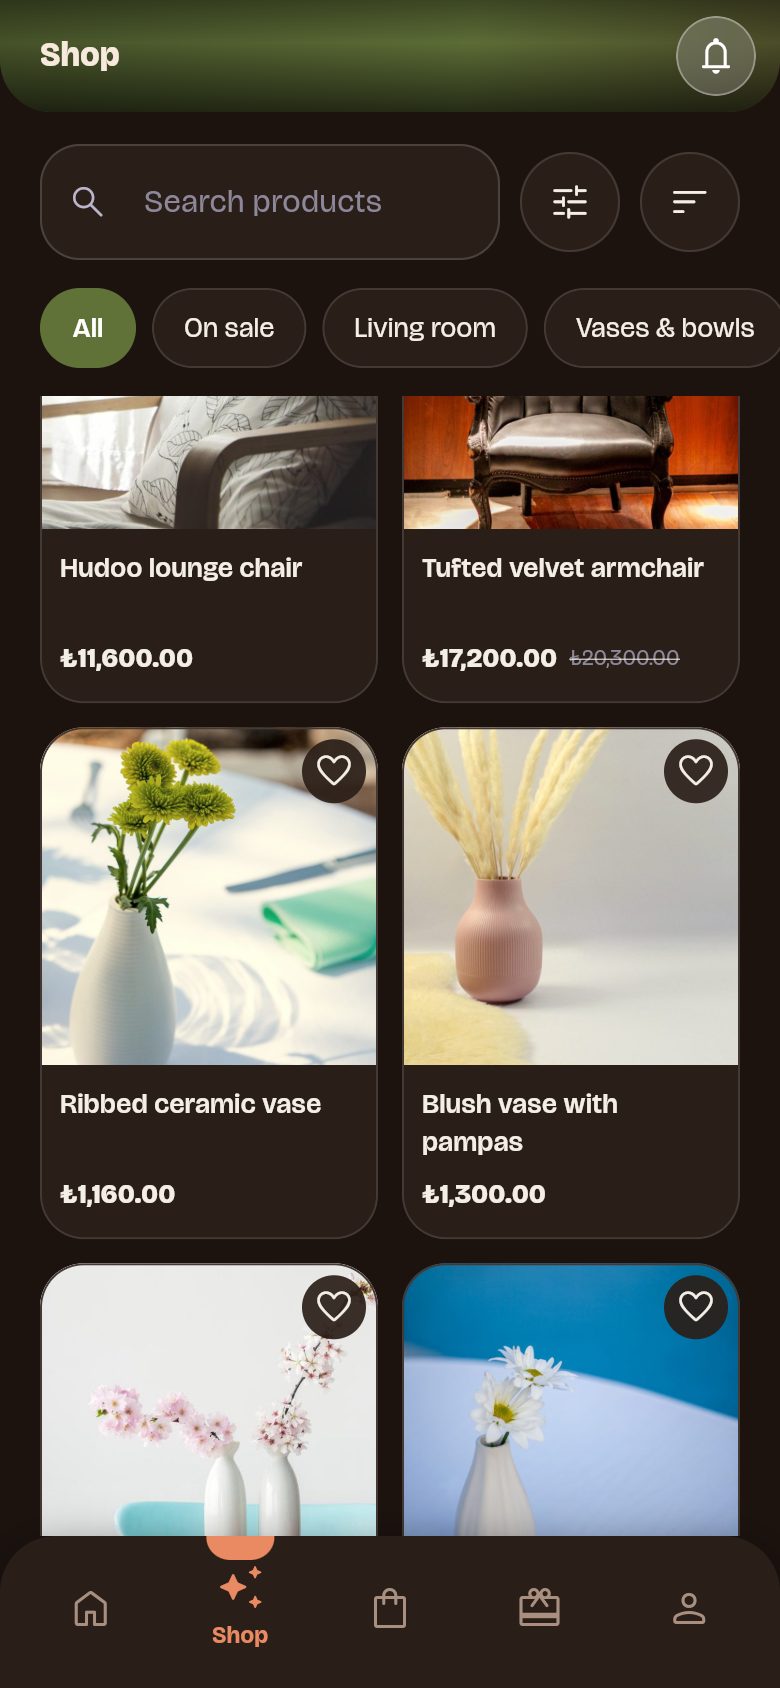 Shop
Search products
All
On sale
Living room
Vases & bowls
Hudoo lounge chair
Tufted velvet armchair
₺11,600.00
₺17,200.00 ₺20,300.00
Ribbed ceramic vase
Blush vase with
pampas
₺1,160.00
₺1,300.00
Shop